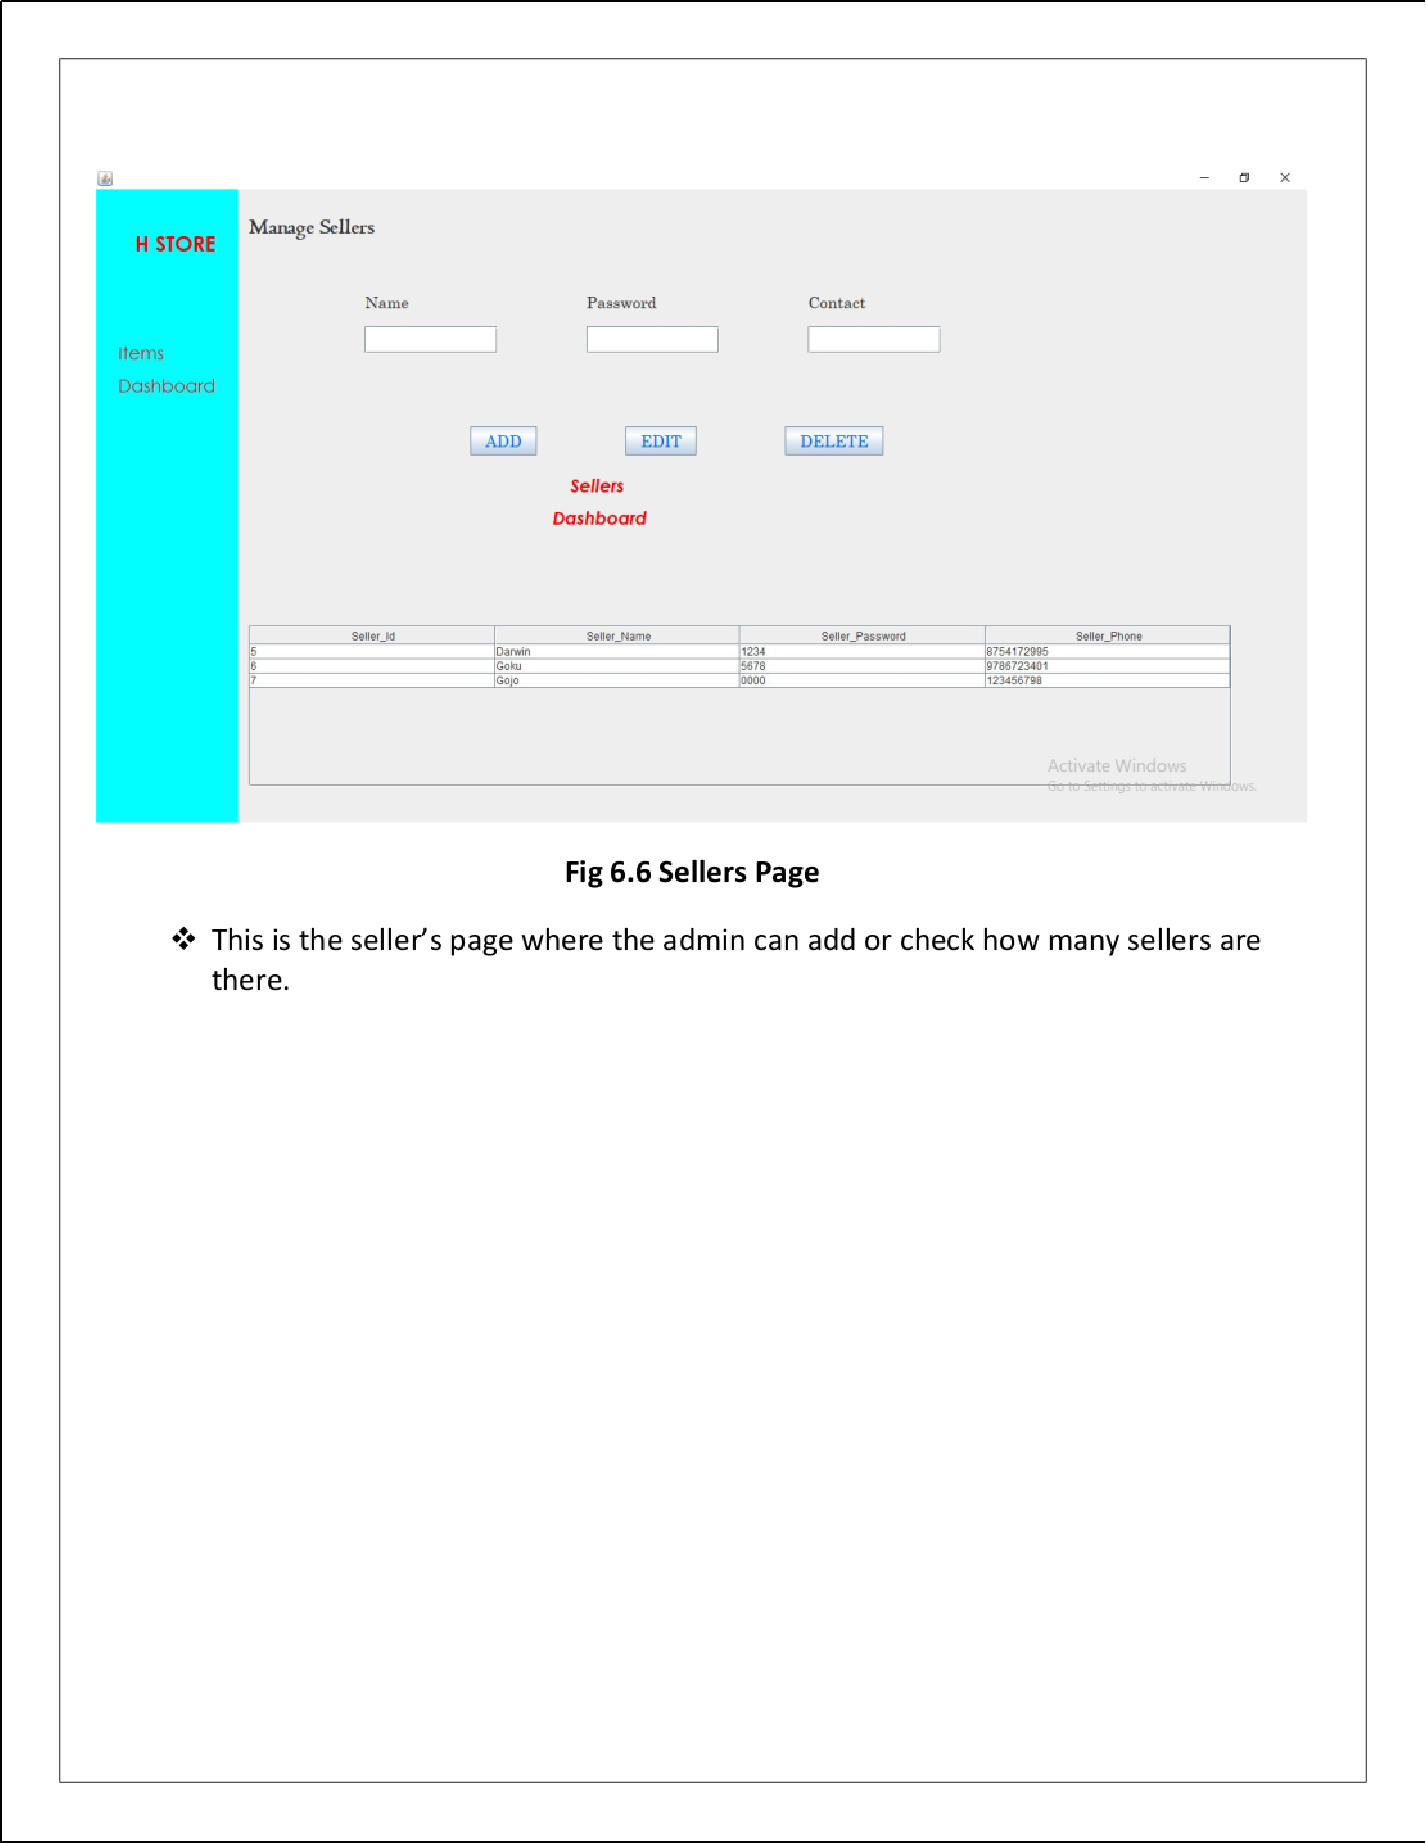 H STORE
Manage Sellers
Name Password Contact
Items
Dashboard
ADD EDIT DELETE
Sellers
Dashboard
Seller_Id Seller_Name Seller_Password Seller_Phone
5 Darwin 1234 8754172995
6 Goku 5678 9786723401
7 Gojo 0000 123456798
Activate Windows
Go to Settings to activate Windows.
Fig 6.6 Sellers Page
❖ This is the seller’s page where the admin can add or check how many sellers are
there.